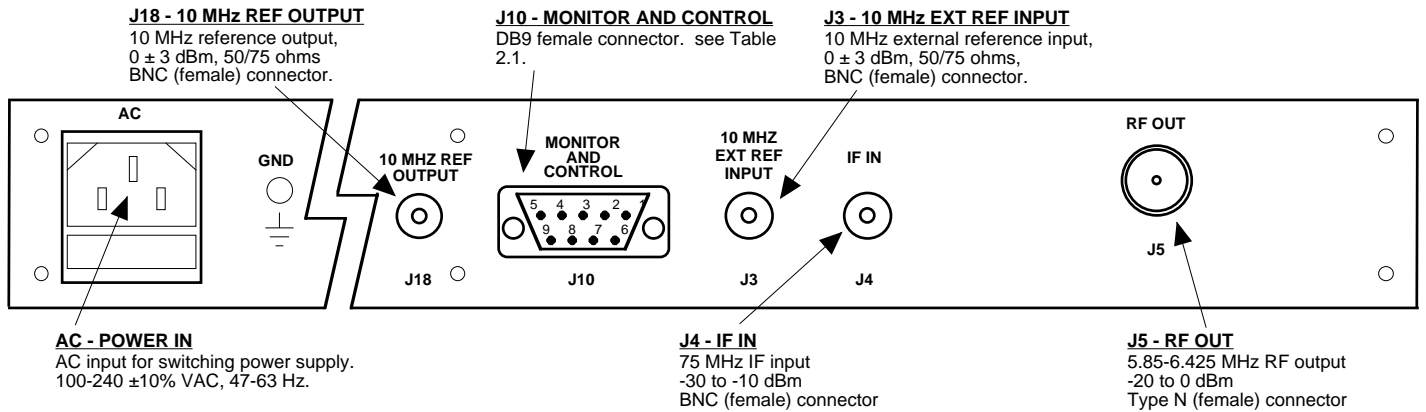 J18 - 10 MHz REF OUTPUT
10 MHz reference output,
0 ± 3 dBm, 50/75 ohms
BNC (female) connector.
J10 - MONITOR AND CONTROL
DB9 female connector.  see Table
2.1.
J3 - 10 MHz EXT REF INPUT
10 MHz external reference input,
0 ± 3 dBm, 50/75 ohms,
BNC (female) connector.
AC
GND
10 MHZ REF
OUTPUT
J18
MONITOR
AND
CONTROL
5 4 3 2 1
9 8 7 6
J10
10 MHZ
EXT REF
INPUT
J3
IF IN
J4
RF OUT
J5
AC - POWER IN
AC input for switching power supply.
100-240 ±10% VAC, 47-63 Hz.
J4 - IF IN
75 MHz IF input
-30 to -10 dBm
BNC (female) connector
J5 - RF OUT
5.85-6.425 MHz RF output
-20 to 0 dBm
Type N (female) connector